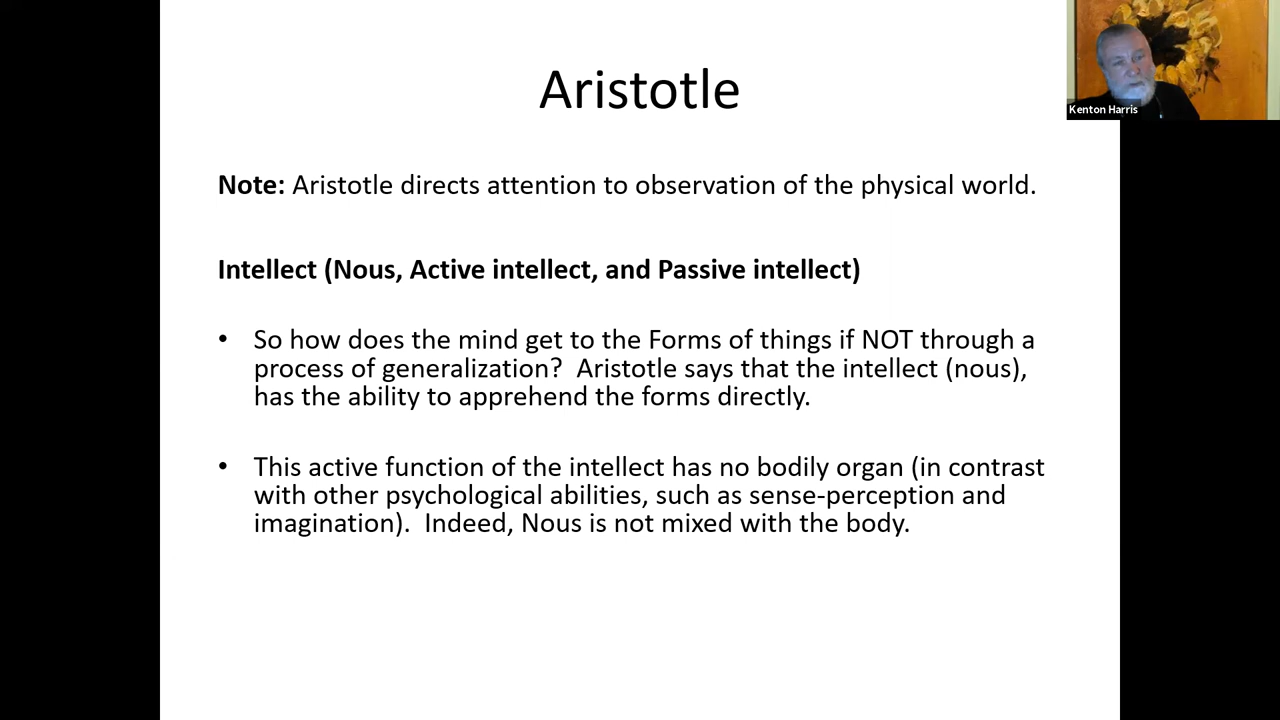 Aristotle
Kenton Harris
Note: Aristotle directs attention to observation of the physical world.
Intellect (Nous, Active intellect, and Passive intellect)
• So how does the mind get to the Forms of things if NOT through a
process of generalization?  Aristotle says that the intellect (nous),
has the ability to apprehend the forms directly.
• This active function of the intellect has no bodily organ (in contrast
with other psychological abilities, such as sense-perception and
imagination).  Indeed, Nous is not mixed with the body.